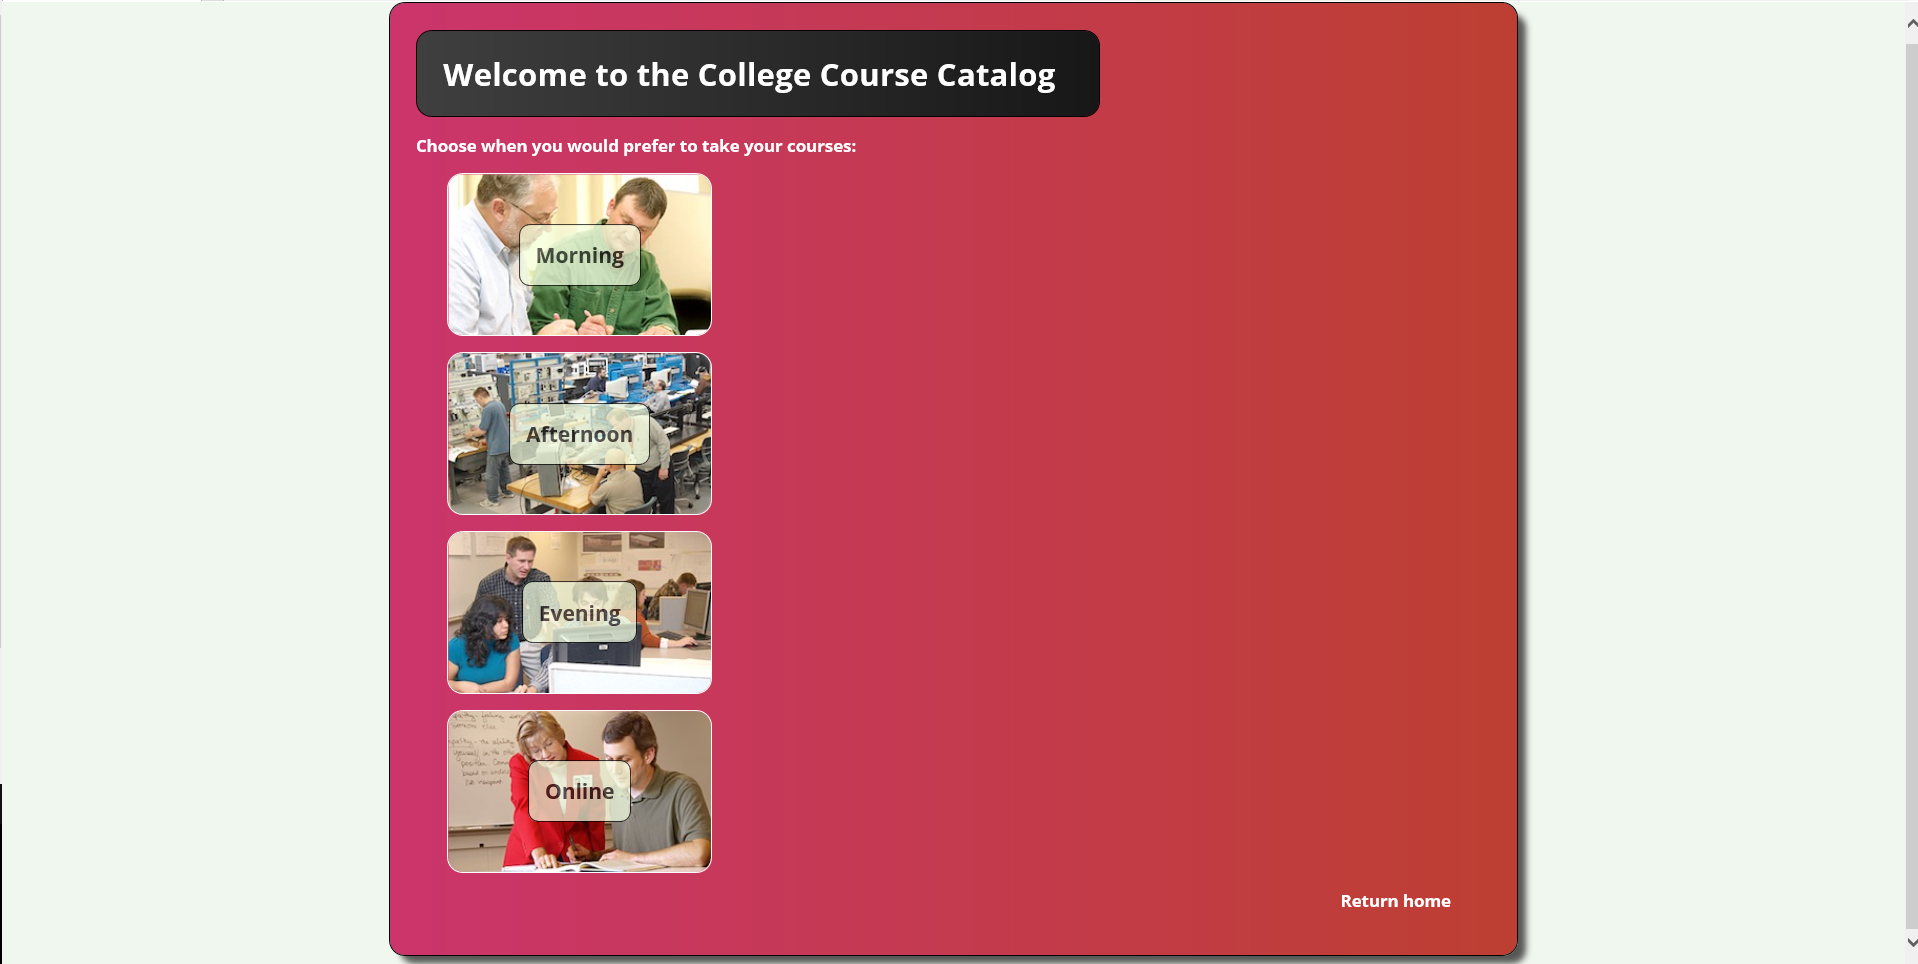 Welcome to the College Course Catalog
Choose when you would prefer to take your courses:
Morning
Afternoon
Evening
Online
Return home